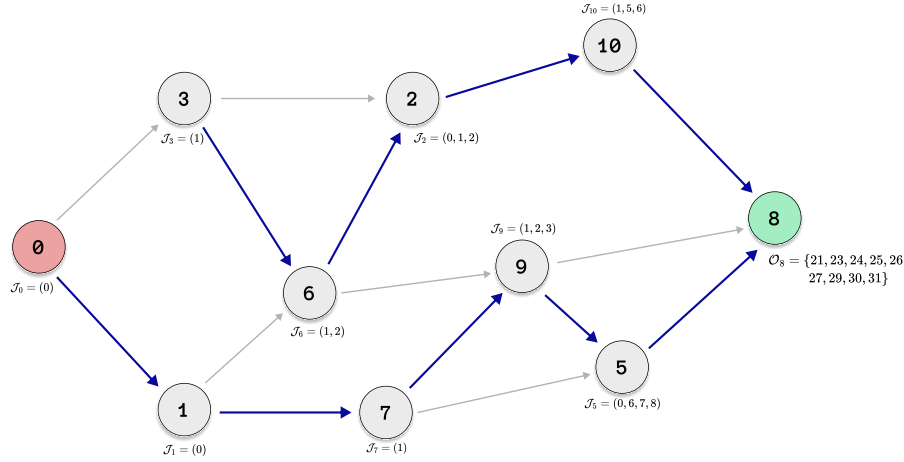 𝒥₁₀ = (1, 5, 6)
10
3
2
𝒥₃ = (1)
𝒥₂ = (0, 1, 2)
8
0
𝒥₉ = (1, 2, 3)
9
𝒪₈ = {21, 23, 24, 25, 26
27, 29, 30, 31}
𝒥₀ = (0)
6
𝒥₆ = (1, 2)
5
1
7
𝒥₅ = (0, 6, 7, 8)
𝒥₁ = (0)
𝒥₇ = (1)